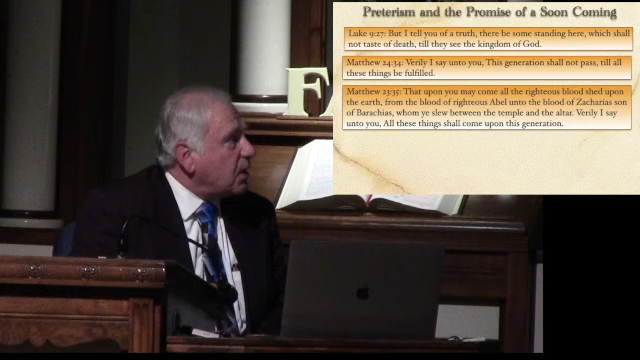 Preterism and the Promise of a Soon Coming
Luke 9:27: But I tell you of a truth, there be some standing here, which shall
not taste of death, till they see the kingdom of God.
Matthew 24:34: Verily I say unto you, This generation shall not pass, till all
these things be fulfilled.
Matthew 23:35: That upon you may come all the righteous blood shed upon
the earth, from the blood of righteous Abel unto the blood of Zacharias son
of Barachias, whom ye slew between the temple and the altar. Verily I say
unto you, All these things shall come upon this generation.